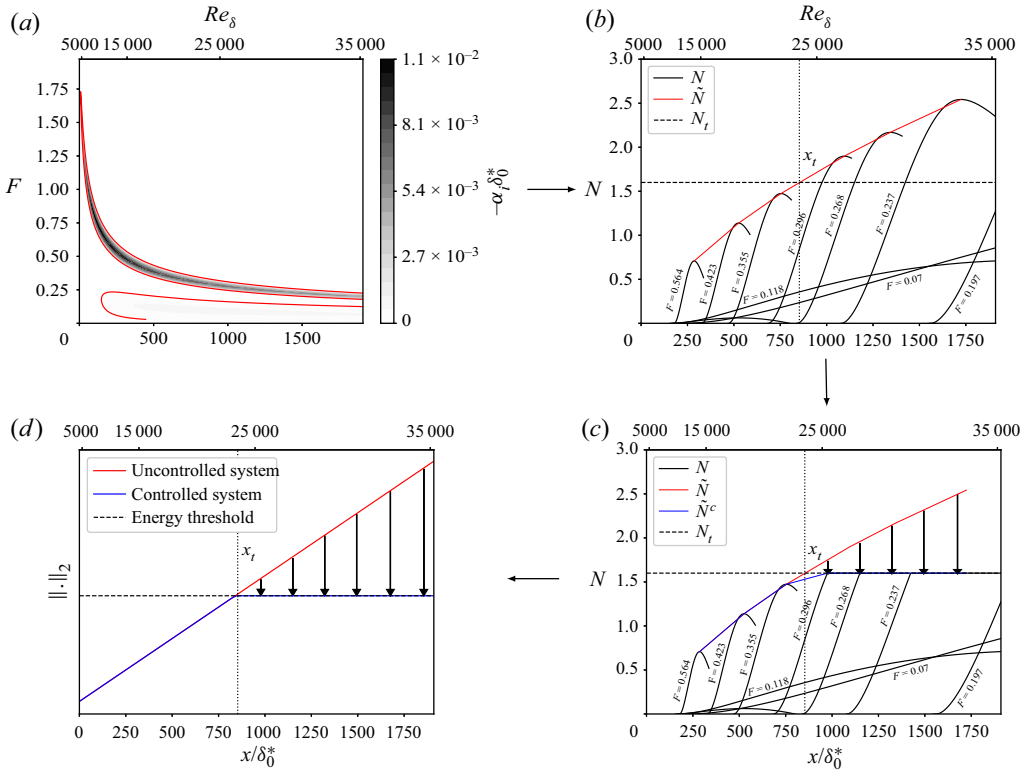 (a)
Re_δ
5000 15 000 25 000 35 000
1.75
1.50
1.25
1.00
0.75
0.50
0.25
0
F
500 1000 1500
1.1 × 10⁻²
8.1 × 10⁻³
5.4 × 10⁻³
2.7 × 10⁻³
0
−α_i δ₀*
(b)
Re_δ
5000 15 000 25 000 35 000
3.0
2.5
2.0
1.5
1.0
0.5
0
N
N
Ñ
N_t
x_t
F = 0.564
F = 0.423
F = 0.355
F = 0.296
F = 0.268
F = 0.237
F = 0.197
F = 0.118
F = 0.07
250 500 750 1000 1250 1500 1750
(d)
5000 15 000 25 000 35 000
Uncontrolled system
Controlled system
Energy threshold
x_t
||.||₂
0 250 500 750 1000 1250 1500 1750
x/δ₀*
(c)
5000 15 000 25 000 35 000
3.0
2.5
2.0
1.5
1.0
0.5
0
N
N
Ñ
Ñᶜ
N_t
x_t
F = 0.564
F = 0.423
F = 0.355
F = 0.296
F = 0.268
F = 0.237
F = 0.197
F = 0.118
F = 0.07
250 500 750 1000 1250 1500 1750
x/δ₀*